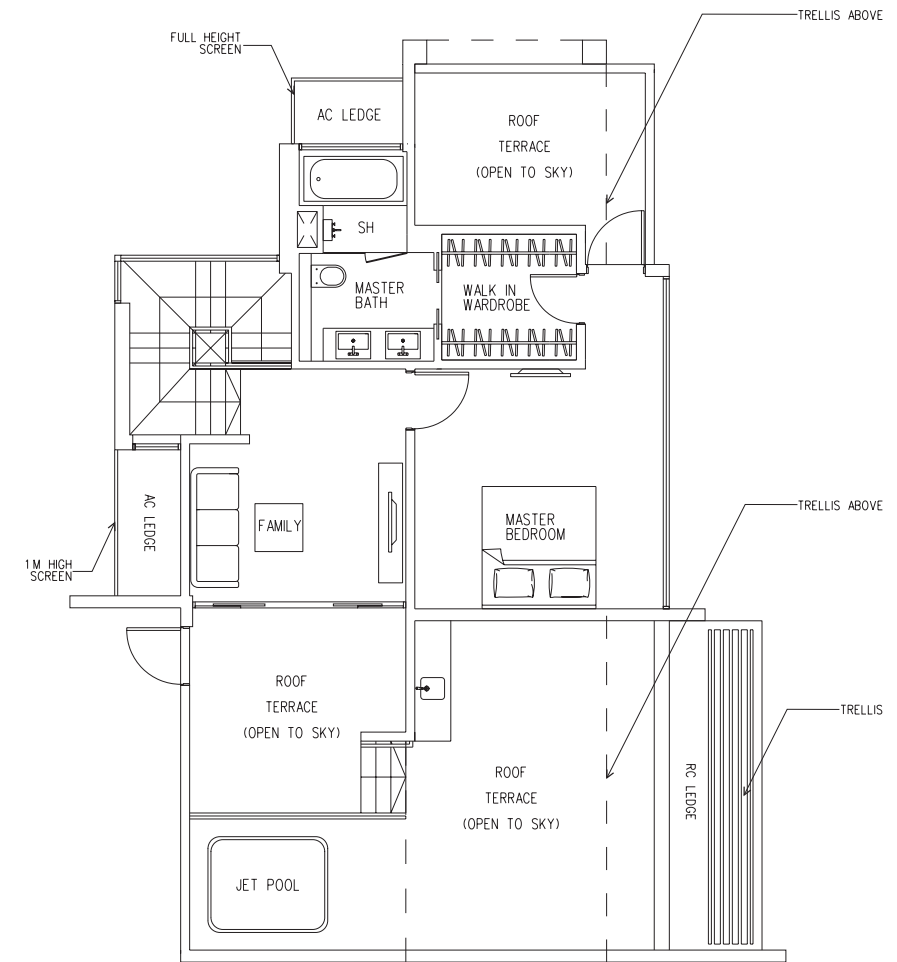 TRELLIS ABOVE
FULL HEIGHT
SCREEN
AC LEDGE
ROOF
TERRACE
(OPEN TO SKY)
SH
MASTER
BATH
WALK IN
WARDROBE
AC LEDGE
FAMILY
MASTER
BEDROOM
TRELLIS ABOVE
1M HIGH
SCREEN
ROOF
TERRACE
(OPEN TO SKY)
TRELLIS
ROOF
TERRACE
(OPEN TO SKY)
RC LEDGE
JET POOL